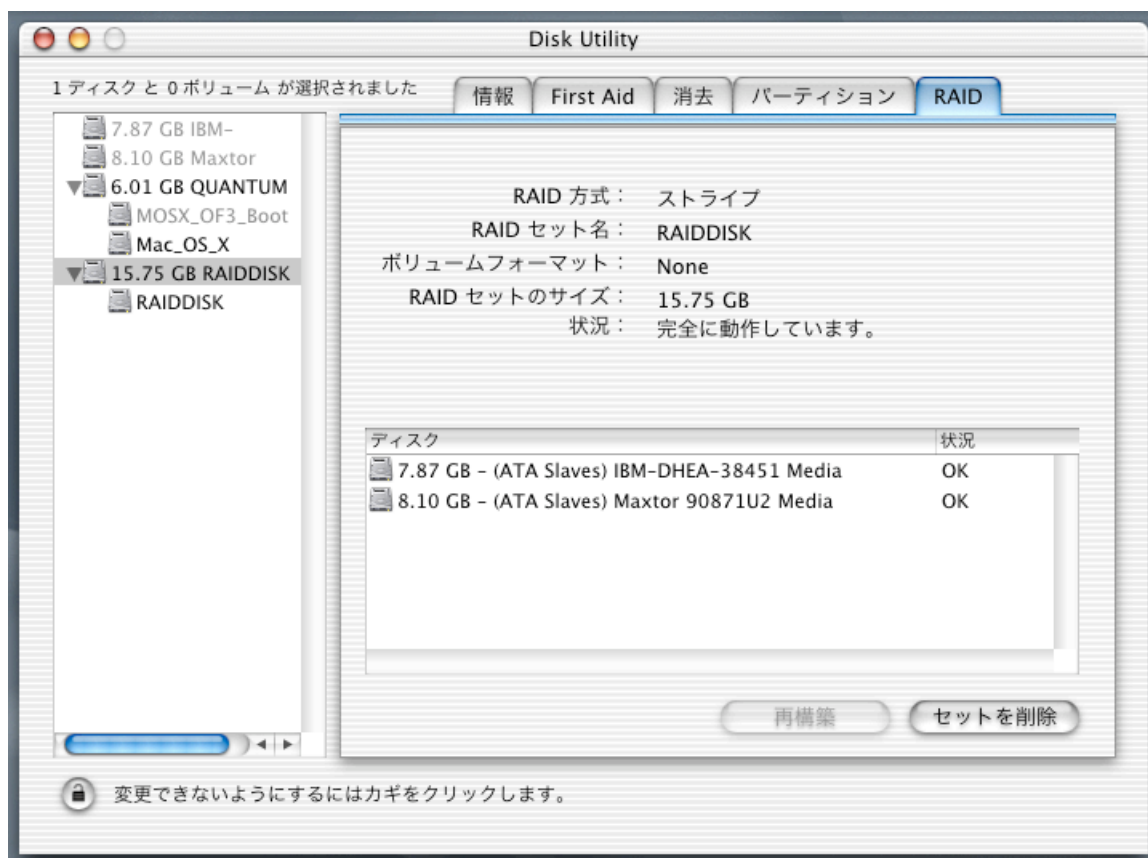 Disk Utility
1 ディスク と 0 ボリューム が選択されました
情報 First Aid 消去 パーティション RAID
7.87 GB IBM-
8.10 GB Maxtor
6.01 GB QUANTUM
MOSX_OF3_Boot
Mac_OS_X
15.75 GB RAIDDISK
RAIDDISK
RAID 方式： ストライプ
RAID セット名： RAIDDISK
ボリュームフォーマット： None
RAID セットのサイズ： 15.75 GB
状況： 完全に動作しています。
ディスク 状況
7.87 GB - (ATA Slaves) IBM-DHEA-38451 Media OK
8.10 GB - (ATA Slaves) Maxtor 90871U2 Media OK
再構築 セットを削除
変更できないようにするにはカギをクリックします。